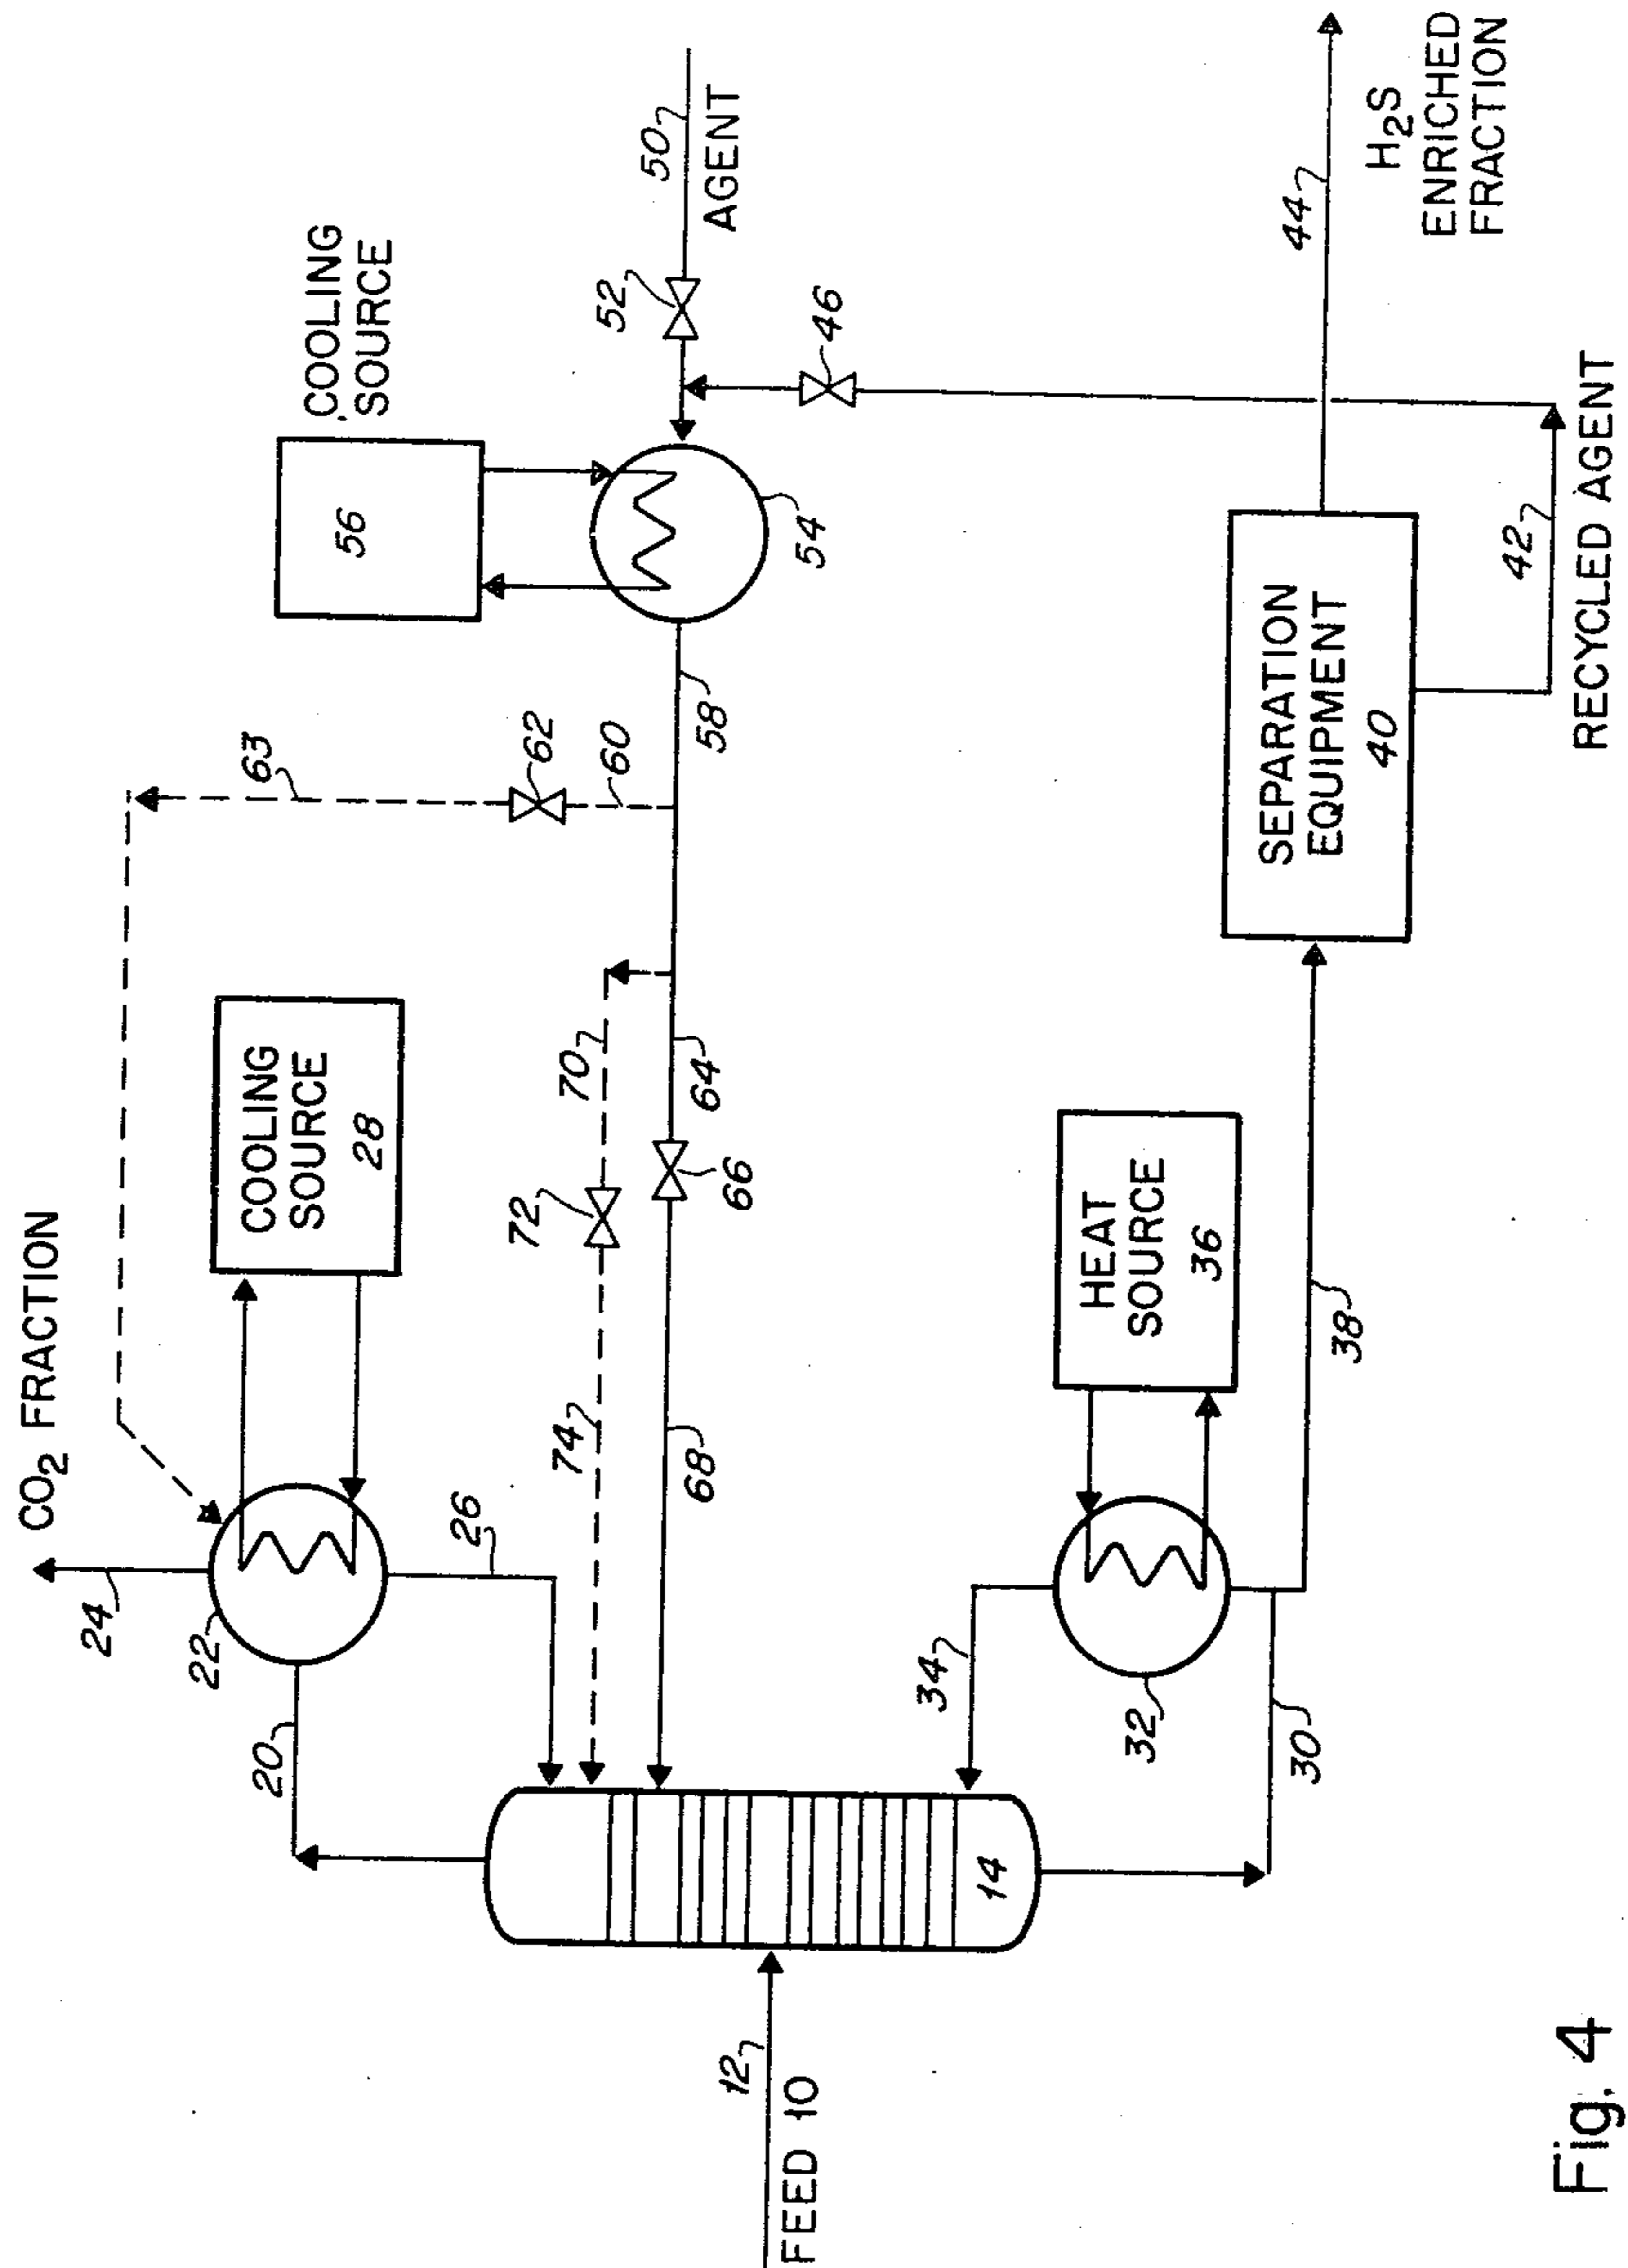 CO₂ FRACTION
24
22
20
26
COOLING
SOURCE
28
63
62
60
COOLING
SOURCE
56
54
58
52
50
AGENT
46
70
72
74
64
66
68
FEED 10
12
14
34
32
30
HEAT
SOURCE
36
38
SEPARATION
EQUIPMENT
40
42
RECYCLED AGENT
44
H₂S
ENRICHED
FRACTION
Fig. 4